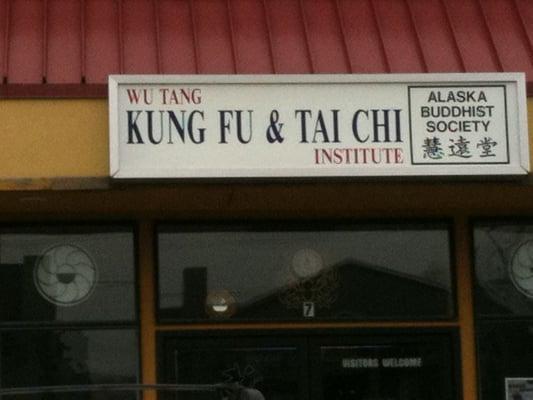 WU TANG
KUNG FU & TAI CHI
INSTITUTE
ALASKA
BUDDHIST
SOCIETY
慧遠堂
7
VISITORS WELCOME